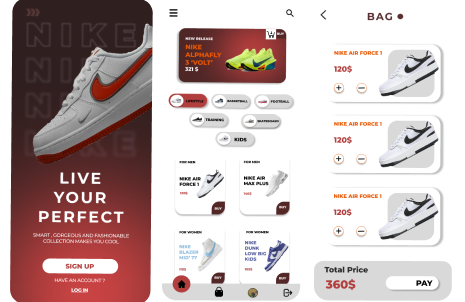 NIKE
NIKE
NIKE
NIKE
LIVE
YOUR
PERFECT
SMART , GORGEOUS AND FASHIONABLE
COLLECTION MAKES YOU COOL
SIGN UP
HAVE AN ACCOUNT ?
LOG IN
NEW RELEASE
BUY
NIKE
ALPHAFLY
3 'VOLT'
321 $
LIFESTYLE
BASKETBALL
FOOTBALL
TRAINING
SKATEBOARD
KIDS
FOR MEN
NIKE AIR
FORCE 1
BUY
FOR MEN
NIKE AIR
MAX PLUS
BUY
FOR WOMEN
NIKE
BLAZER
MID' 77
FOR WOMEN
NIKE
DUNK
LOW BIG
KIDS
BUY
BAG
NIKE AIR FORCE 1
120$
NIKE AIR FORCE 1
120$
NIKE AIR FORCE 1
120$
Total Price
360$
PAY